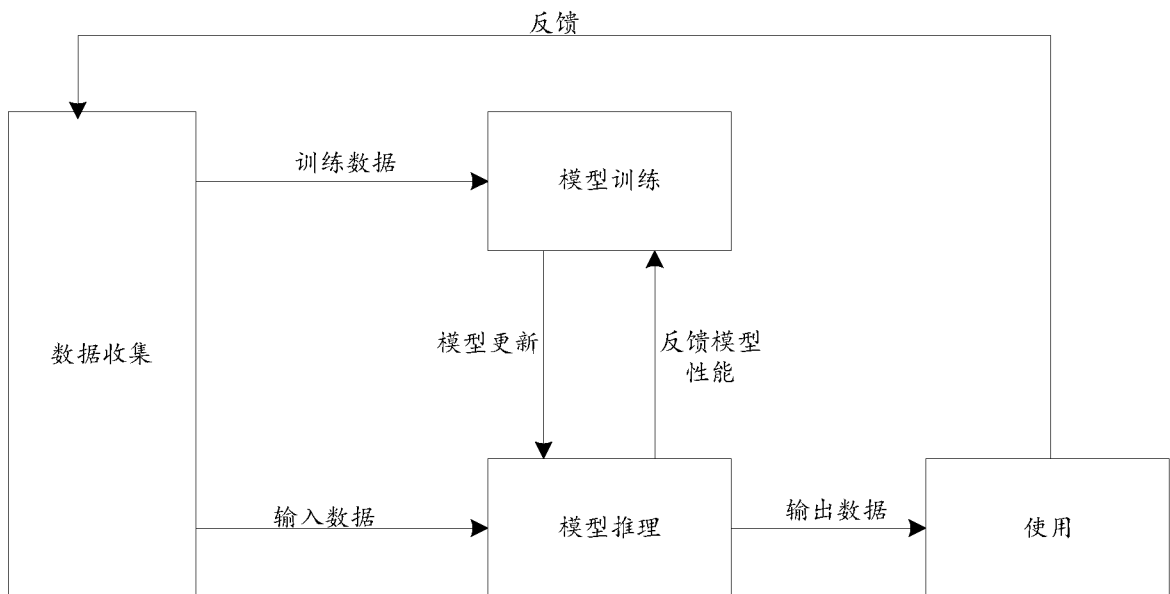 反馈
训练数据
模型训练
数据收集
模型更新
反馈模型
性能
输入数据
模型推理
输出数据
使用